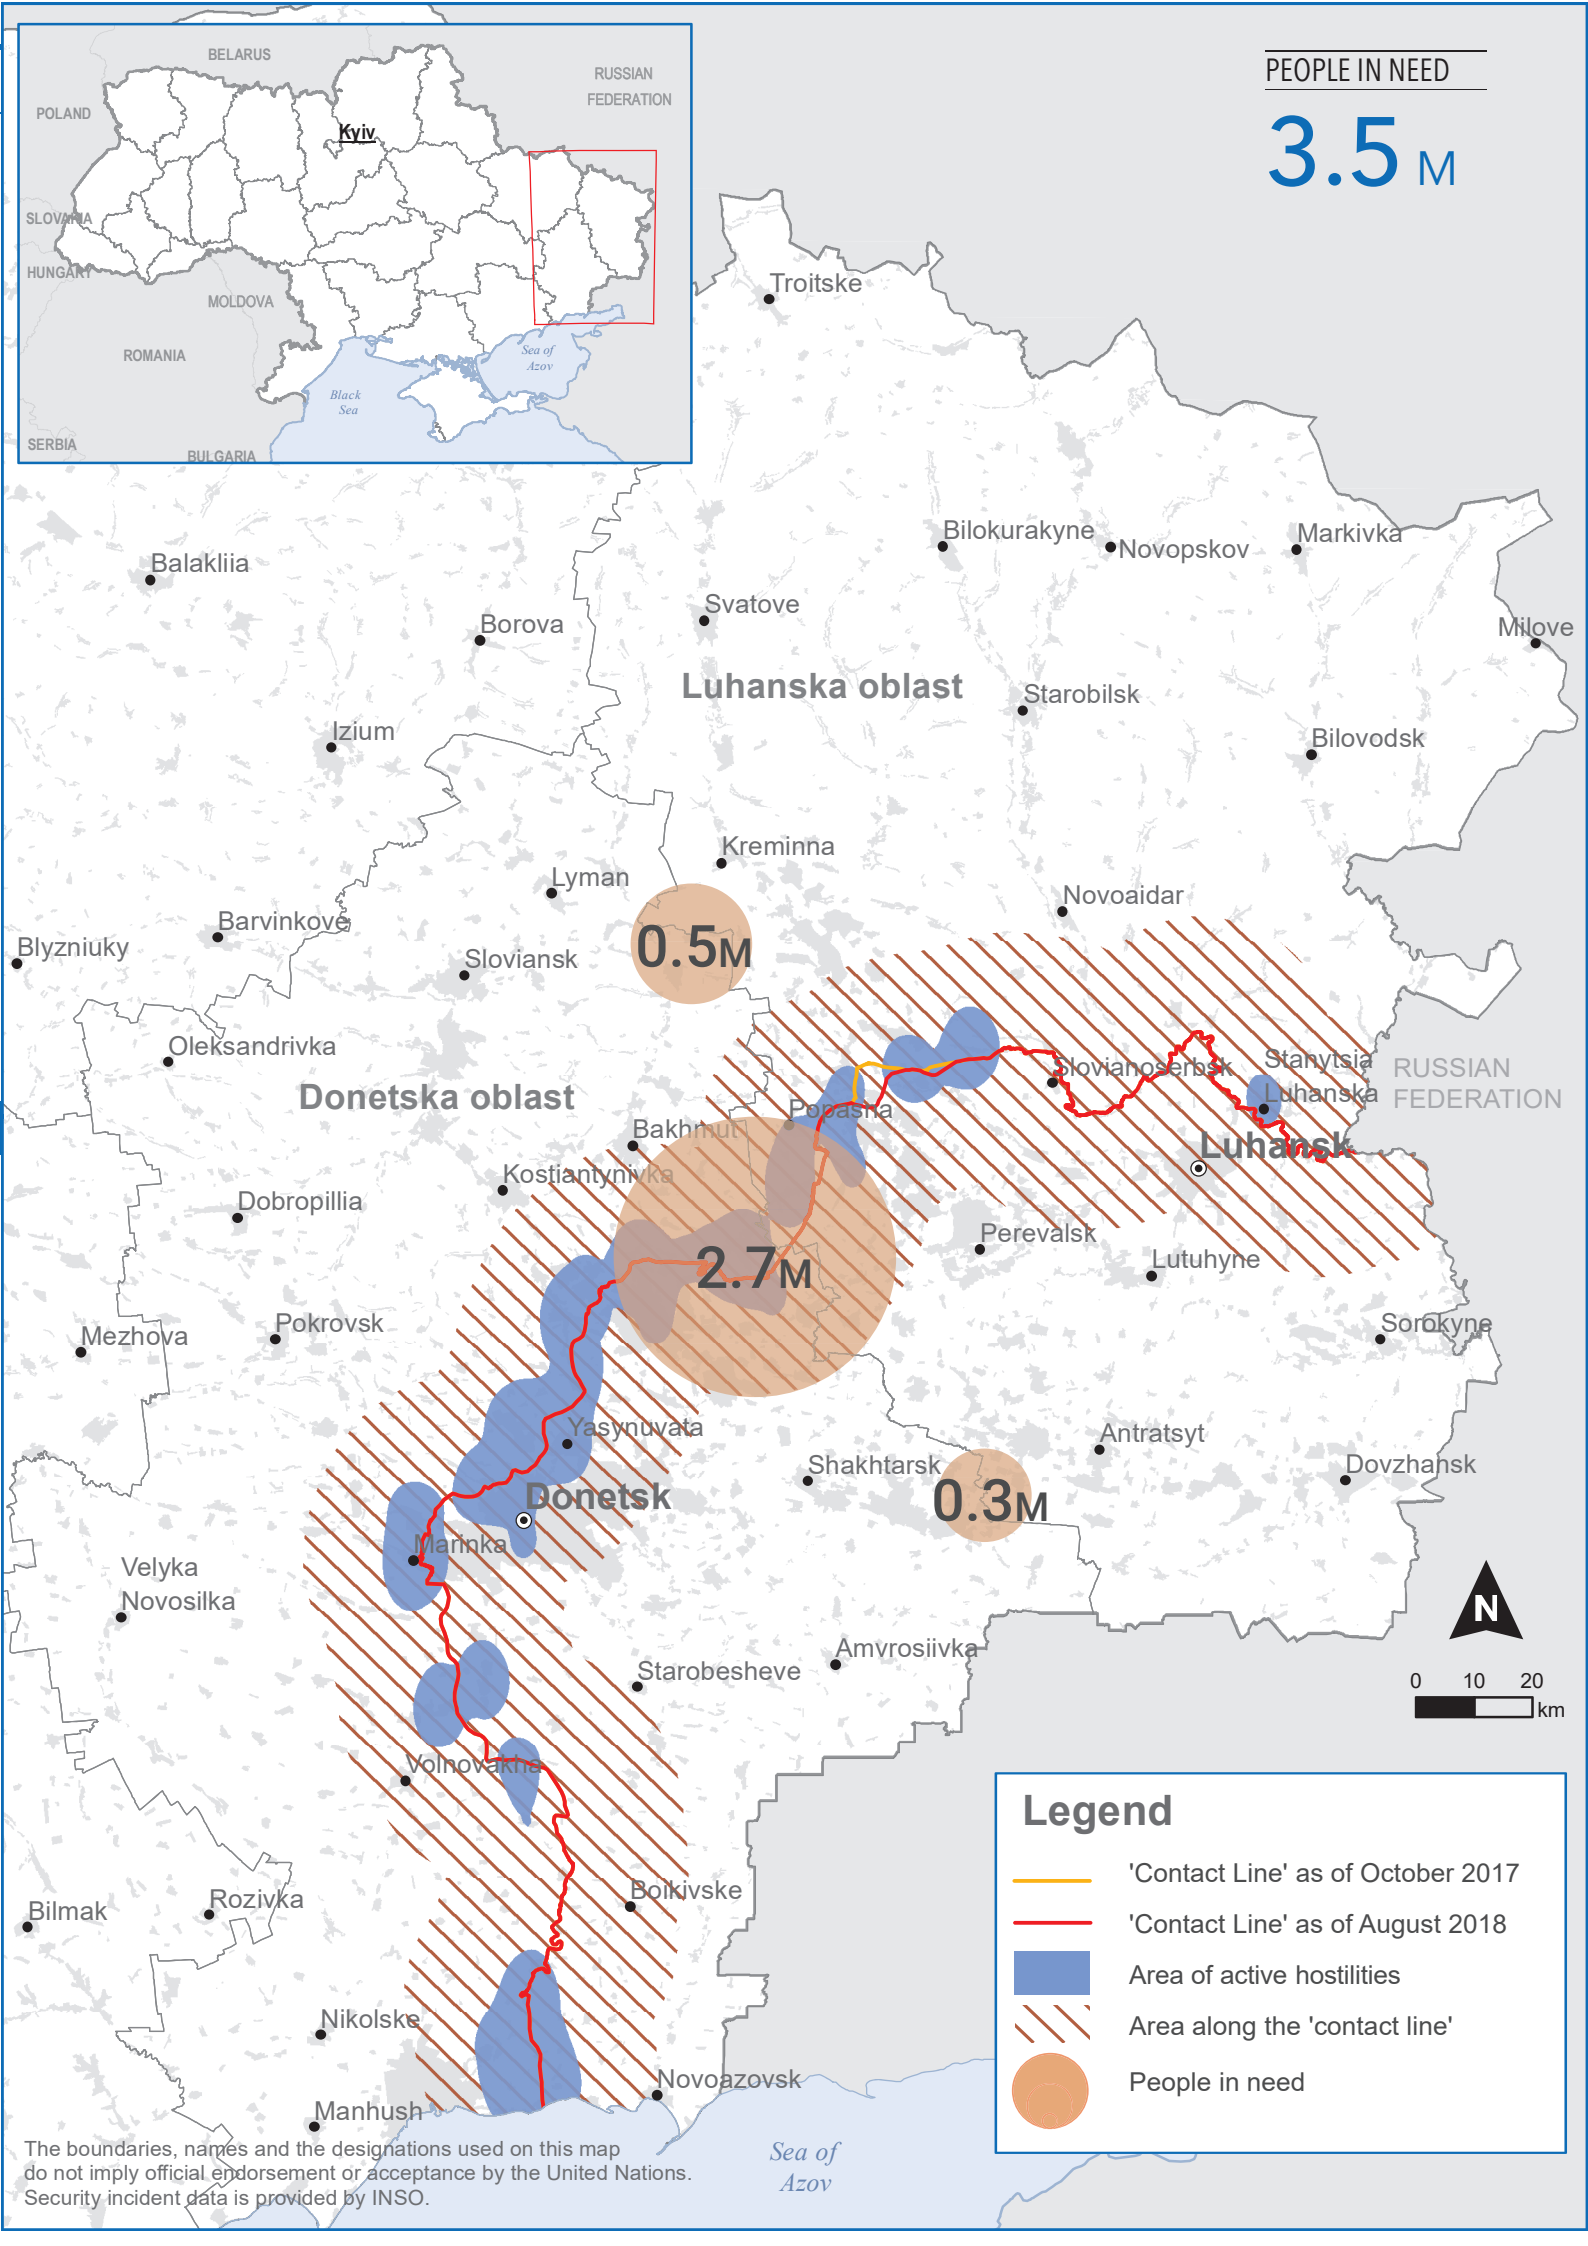 BELARUS
RUSSIAN
FEDERATION
POLAND
Kyiv
SLOVAKIA
HUNGARY
MOLDOVA
ROMANIA
Sea of
Azov
Black
Sea
SERBIA
BULGARIA
PEOPLE IN NEED
3.5 M
Troitske
Bilokurakyne
Novopskov
Markivka
Balakliia
Svatove
Borova
Milove
Luhanska oblast
Starobilsk
Izium
Bilovodsk
Kreminna
Lyman
Novoaidar
Barvinkove
Blyzniuky
0.5M
Sloviansk
Oleksandrivka
Slovianoserbsk
Stanytsia
Luhanska
RUSSIAN
FEDERATION
Donetska oblast
Popasna
Bakhmut
Luhansk
Kostiantynivka
Dobropillia
Perevalsk
Lutuhyne
2.7M
Pokrovsk
Mezhova
Sorokyne
Yasynuvata
Antratsyt
Shakhtarsk
Dovzhansk
Donetsk
0.3M
Marinka
Velyka
Novosilka
N
Amvrosiivka
Starobesheve
0 10 20
km
Volnovakha
Legend
'Contact Line' as of October 2017
'Contact Line' as of August 2018
Area of active hostilities
Area along the 'contact line'
People in need
Boikivske
Rozivka
Bilmak
Nikolske
Novoazovsk
Manhush
Sea of
Azov
The boundaries, names and the designations used on this map
do not imply official endorsement or acceptance by the United Nations.
Security incident data is provided by INSO.